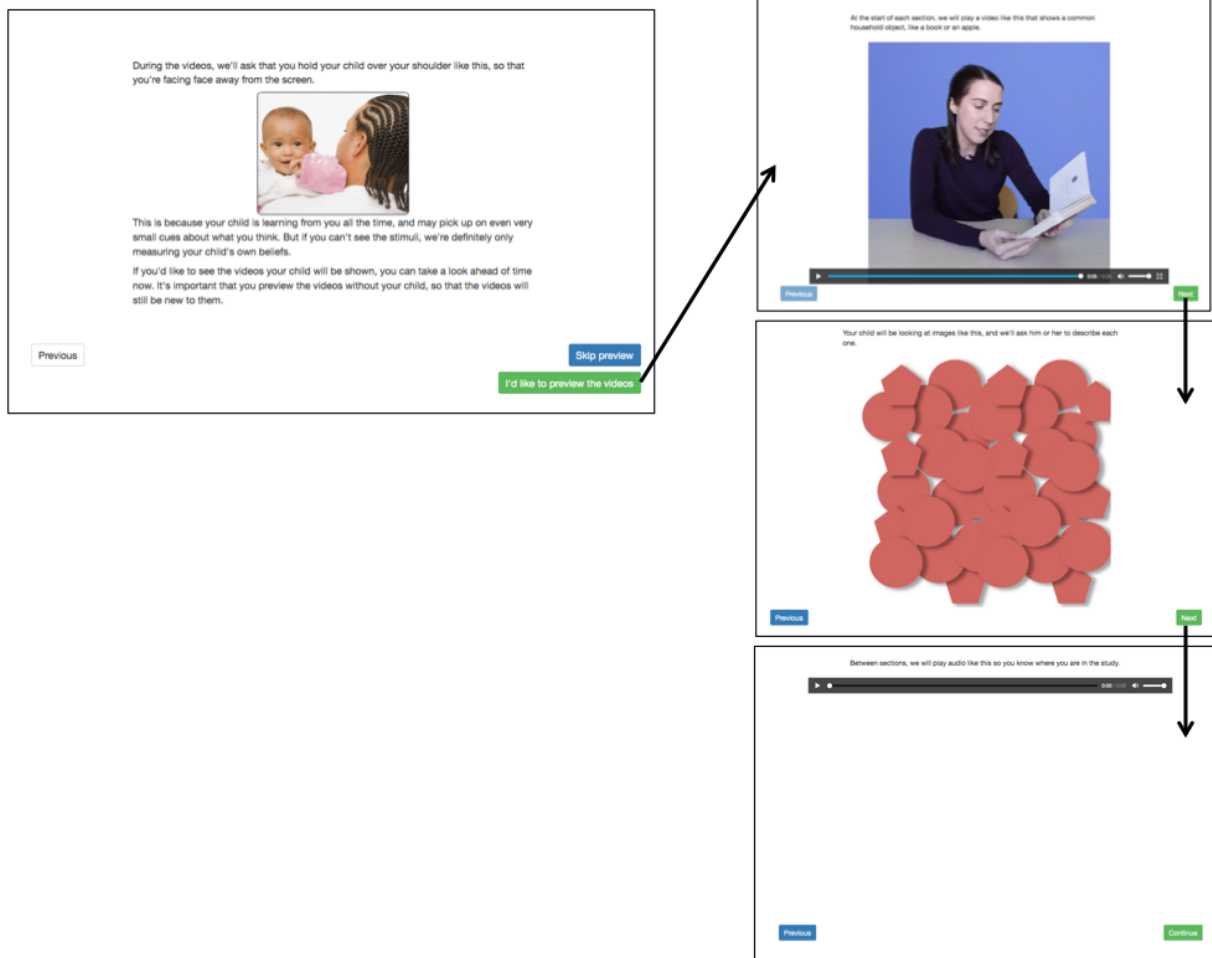 During the videos, we'll ask that you hold your child over your shoulder like this, so that
you're facing face away from the screen.
This is because your child is learning from you all the time, and may pick up on even very
small cues about what you think. But if you can't see the stimuli, we're definitely only
measuring your child's own beliefs.
If you'd like to see the videos your child will be shown, you can take a look ahead of time
now. It's important that you preview the videos without your child, so that the videos will
still be new to them.
Previous
Skip preview
I'd like to preview the videos
At the start of each section, we will play a video like this that shows a common
household object, like a book or an apple.
Previous
Next
Your child will be looking at images like this, and we'll ask him or her to describe each
one.
Previous
Next
Between sections, we will play audio like this so you know where you are in the study.
Previous
Continue